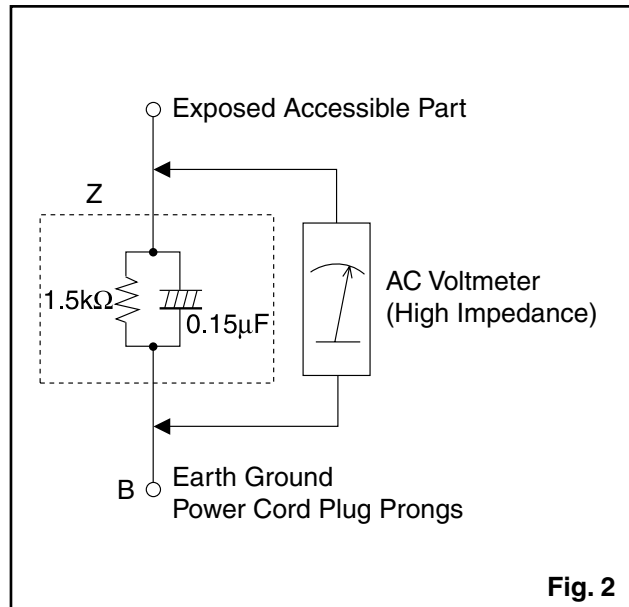 Exposed Accessible Part
Z
1.5kΩ
0.15μF
AC Voltmeter
(High Impedance)
B
Earth Ground
Power Cord Plug Prongs
Fig. 2